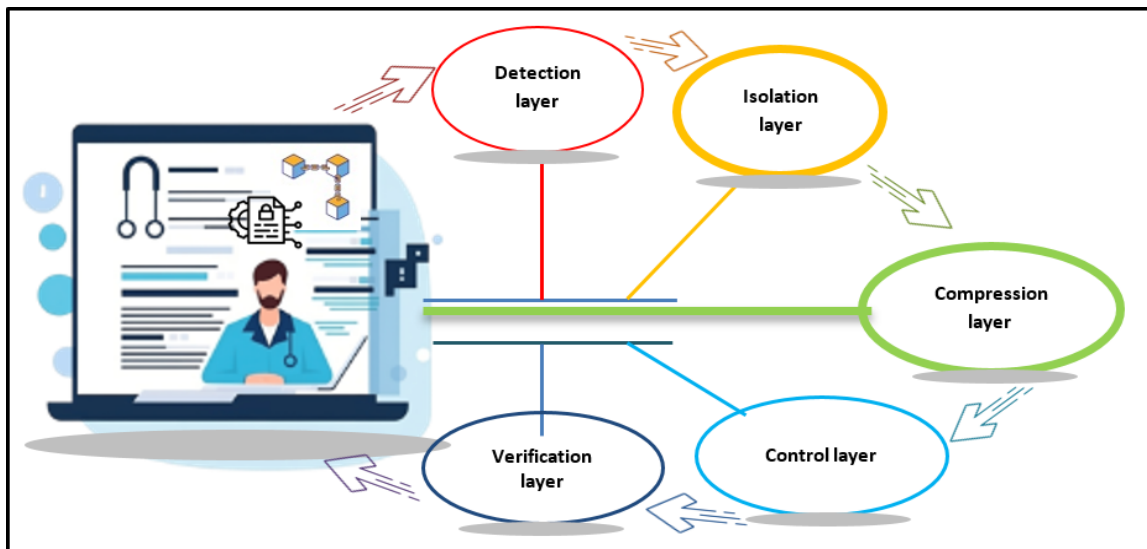 Detection
layer
Isolation
layer
Compression
layer
Control layer
Verification
layer